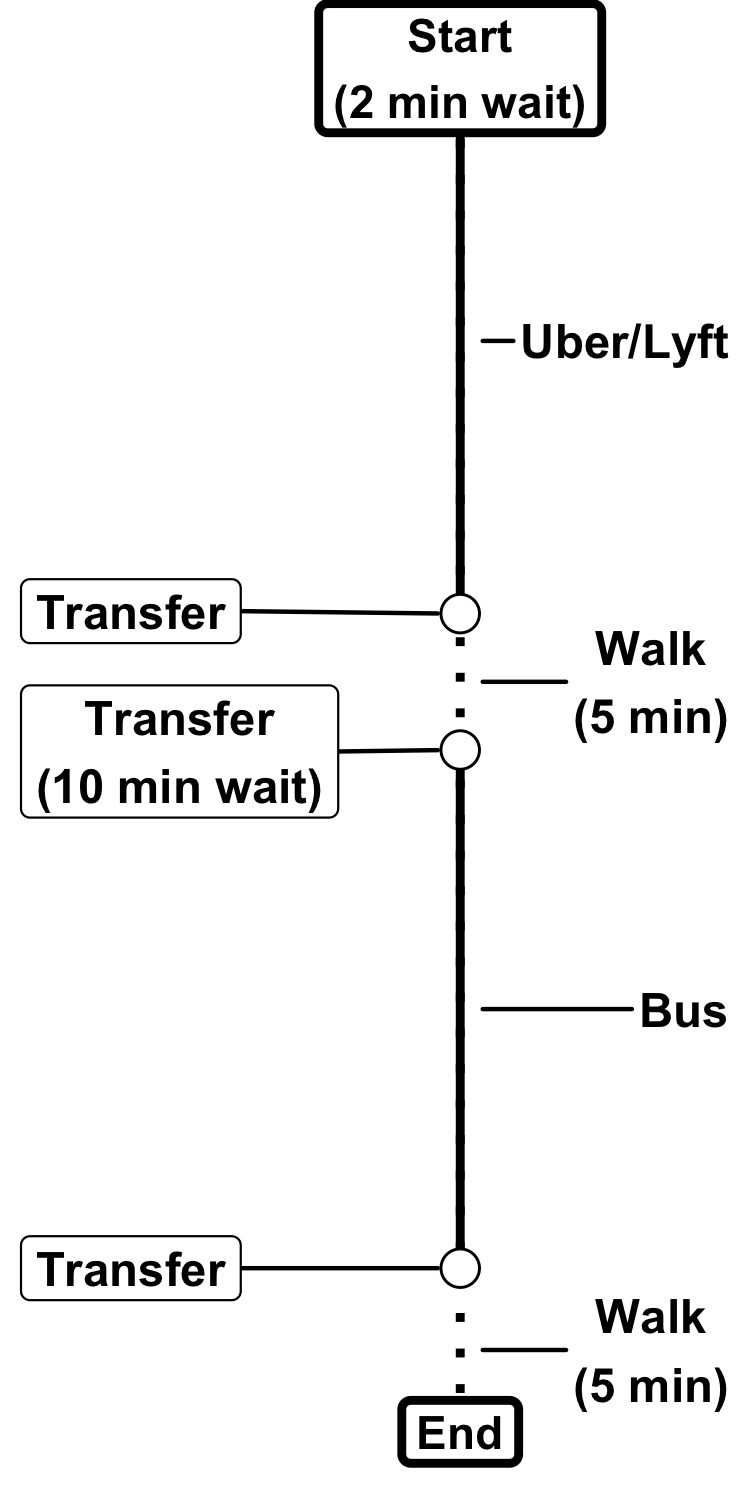 Start
(2 min wait)
Uber/Lyft
Transfer
Walk
(5 min)
Transfer
(10 min wait)
Bus
Transfer
Walk
(5 min)
End